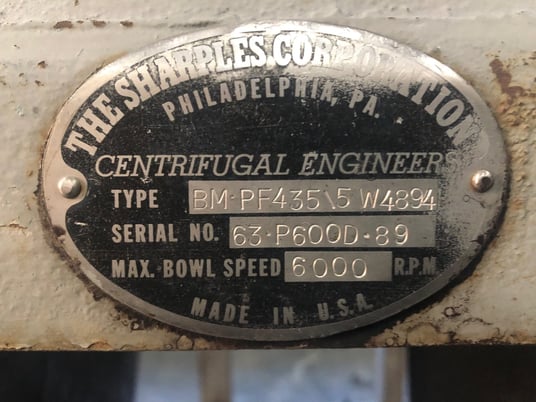 THE SHARPLES CORPORATION
PHILADELPHIA, PA.
CENTRIFUGAL ENGINEERS
TYPE BM·PF435\5 W4894
SERIAL NO. 63·P600D·89
MAX. BOWL SPEED 6000 R.P.M.
MADE IN U.S.A.